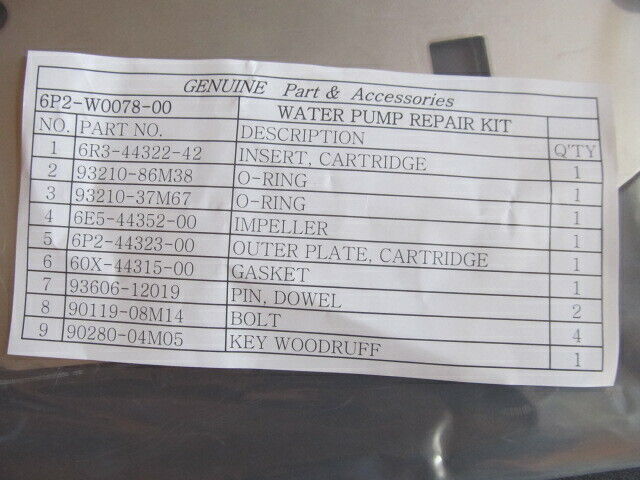 GENUINE Part & Accessories
6P2-W0078-00 WATER PUMP REPAIR KIT
NO. PART NO. DESCRIPTION Q'TY
1 6R3-44322-42 INSERT, CARTRIDGE 1
2 93210-86M38 O-RING 1
3 93210-37M67 O-RING 1
4 6E5-44352-00 IMPELLER 1
5 6P2-44323-00 OUTER PLATE, CARTRIDGE 1
6 60X-44315-00 GASKET 1
7 93606-12019 PIN, DOWEL 2
8 90119-08M14 BOLT 4
9 90280-04M05 KEY WOODRUFF 1